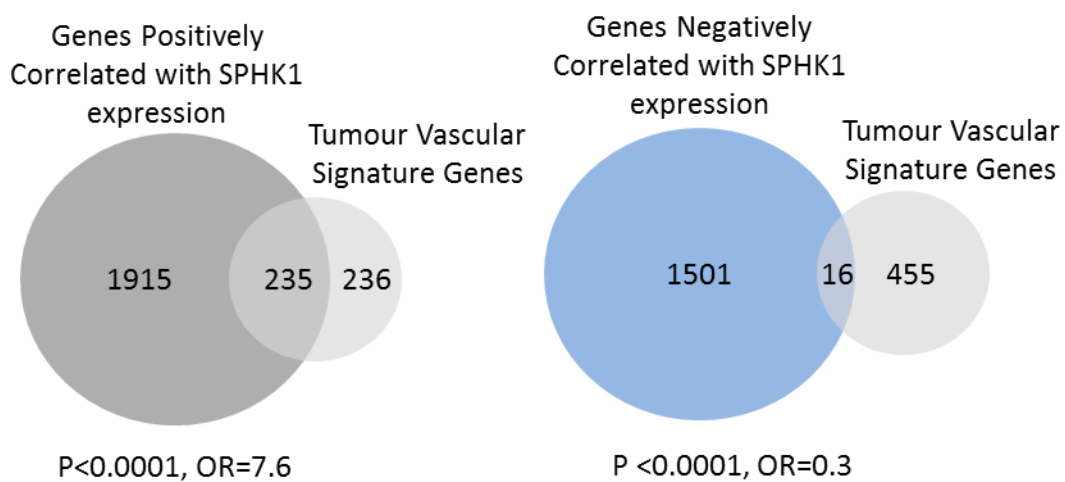 Genes Positively
Correlated with SPHK1
expression
Tumour Vascular
Signature Genes
1915
235
236
P<0.0001, OR=7.6
Genes Negatively
Correlated with SPHK1
expression
Tumour Vascular
Signature Genes
1501
16
455
P <0.0001, OR=0.3